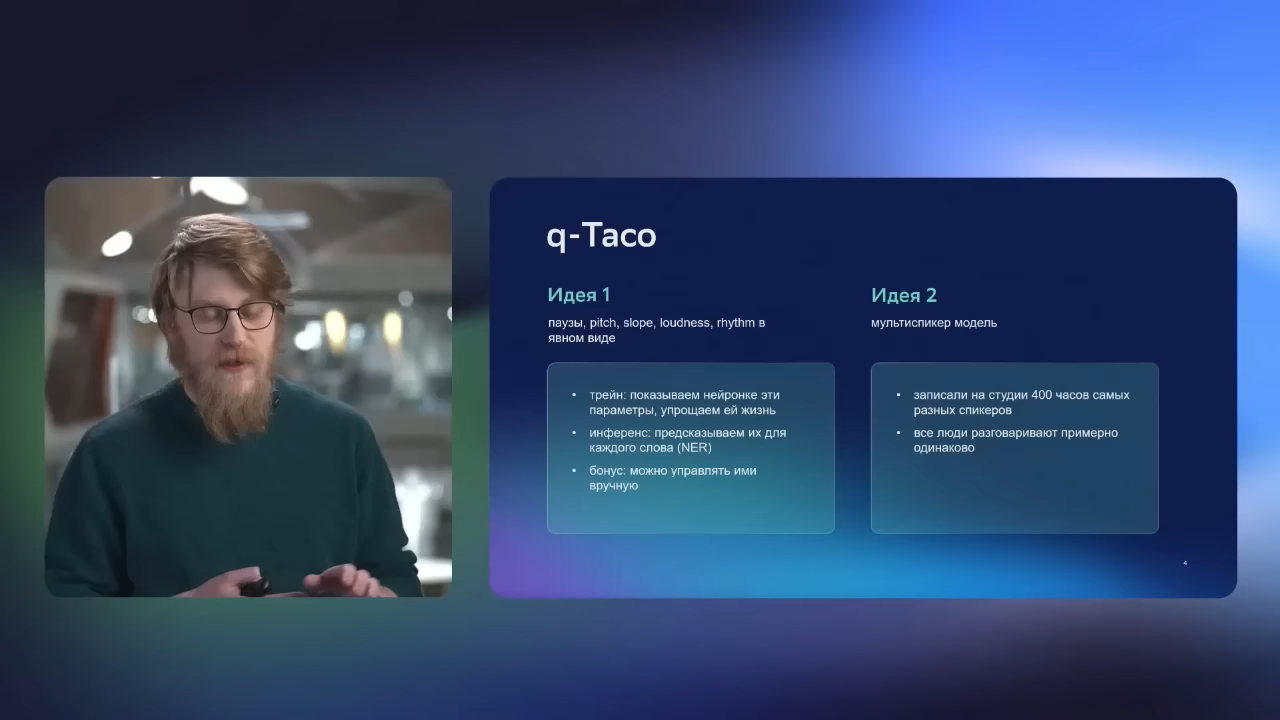 q-Taco
Идея 1
паузы, pitch, slope, loudness, rhythm в
явном виде
• трейн: показываем нейронке эти
параметры, упрощаем ей жизнь
• инференс: предсказываем их для
каждого слова (NER)
• бонус: можно управлять ими
вручную
Идея 2
мультиспикер модель
• записали на студии 400 часов самых
разных спикеров
• все люди разговаривают примерно
одинаково
4